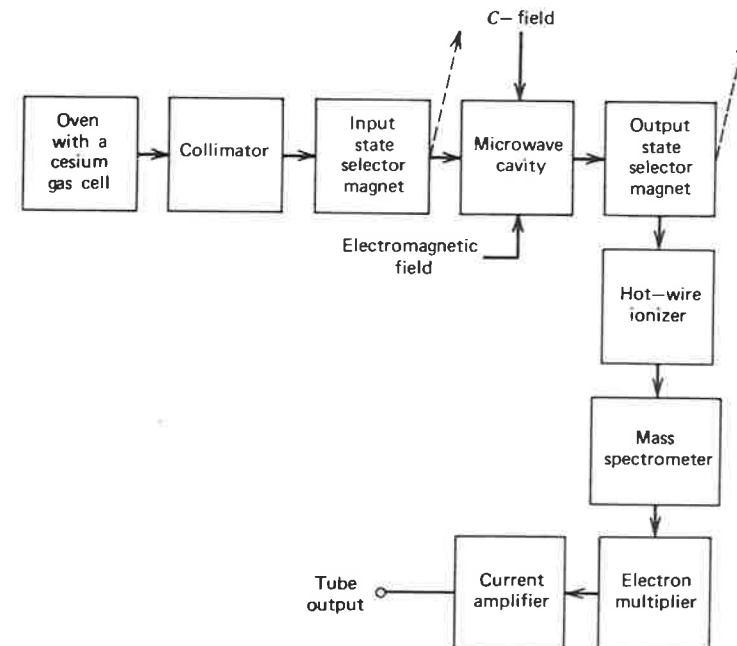 C– field
Oven
with a
cesium
gas cell
Collimator
Input
state
selector
magnet
Microwave
cavity
Output
state
selector
magnet
Electromagnetic
field
Hot–wire
ionizer
Mass
spectrometer
Tube
output
Current
amplifier
Electron
multiplier